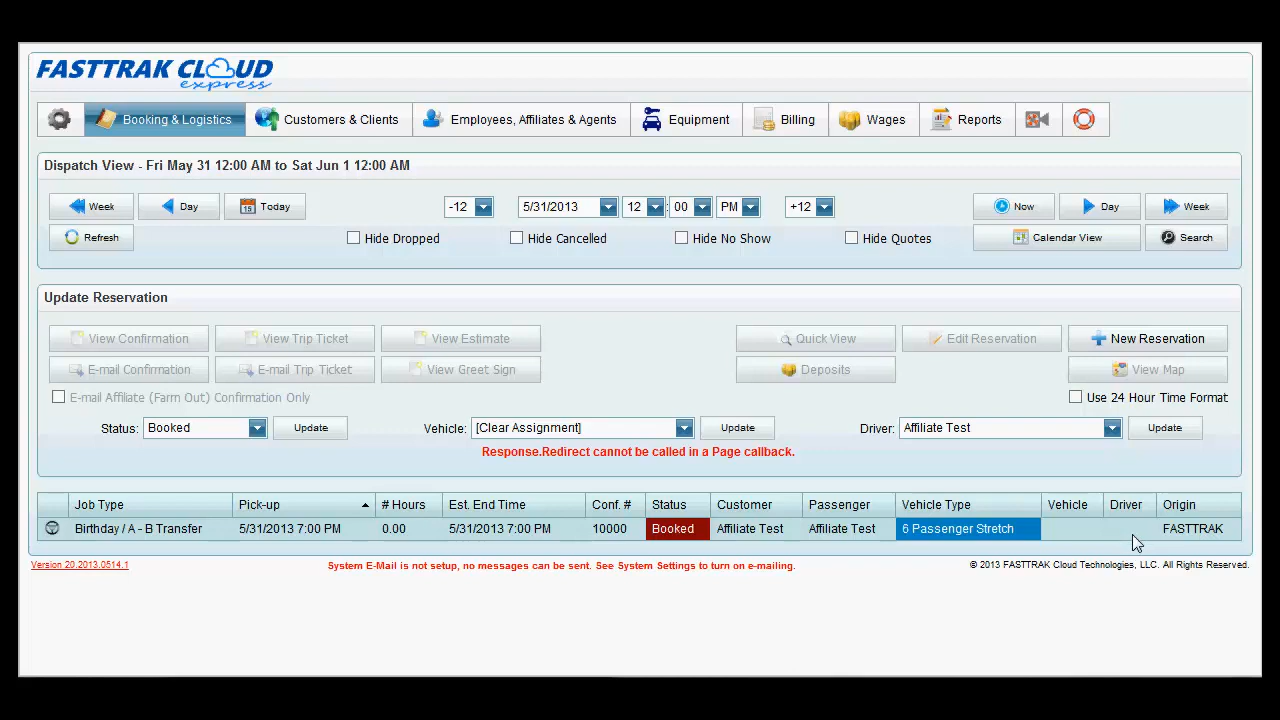 FASTTRAK CLOUD
express
Booking & Logistics Customers & Clients Employees, Affiliates & Agents Equipment Billing Wages Reports
Dispatch View - Fri May 31 12:00 AM to Sat Jun 1 12:00 AM
Week Day 15 Today -12 5/31/2013 12 : 00 PM +12 Now Day Week
Refresh Hide Dropped Hide Cancelled Hide No Show Hide Quotes Calendar View Search
Update Reservation
View Confirmation View Trip Ticket View Estimate Quick View Edit Reservation New Reservation
E-mail Confirmation E-mail Trip Ticket View Greet Sign Deposits View Map
E-mail Affiliate (Farm Out) Confirmation Only Use 24 Hour Time Format
Status: Booked Update Vehicle: [Clear Assignment] Update Driver: Affiliate Test Update
Response.Redirect cannot be called in a Page callback.
Job Type Pick-up # Hours Est. End Time Conf. # Status Customer Passenger Vehicle Type Vehicle Driver Origin
Birthday / A - B Transfer 5/31/2013 7:00 PM 0.00 5/31/2013 7:00 PM 10000 Booked Affiliate Test Affiliate Test 6 Passenger Stretch FASTTRAK
Version 20.2013.0514.1 System E-Mail is not setup, no messages can be sent. See System Settings to turn on e-mailing. © 2013 FASTTRAK Cloud Technologies, LLC. All Rights Reserved.